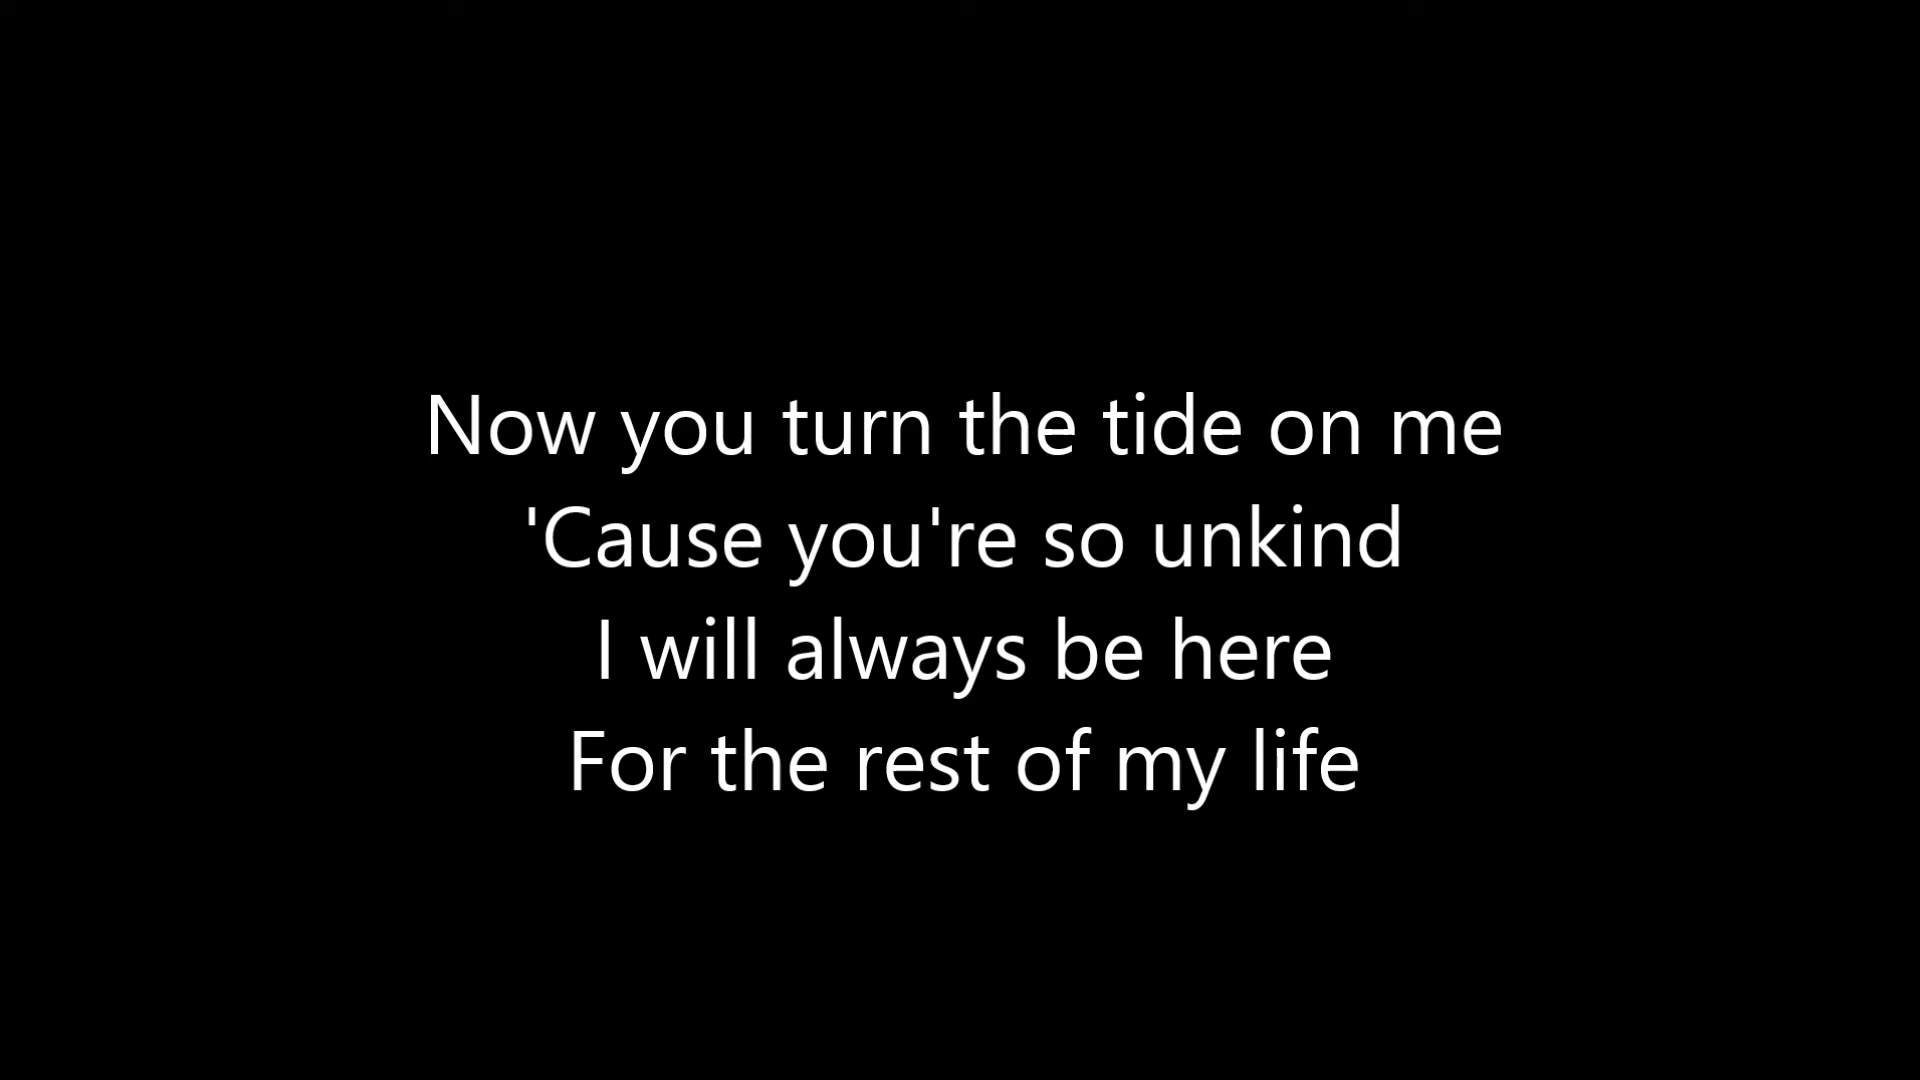 Now you turn the tide on me
'Cause you're so unkind
I will always be here
For the rest of my life